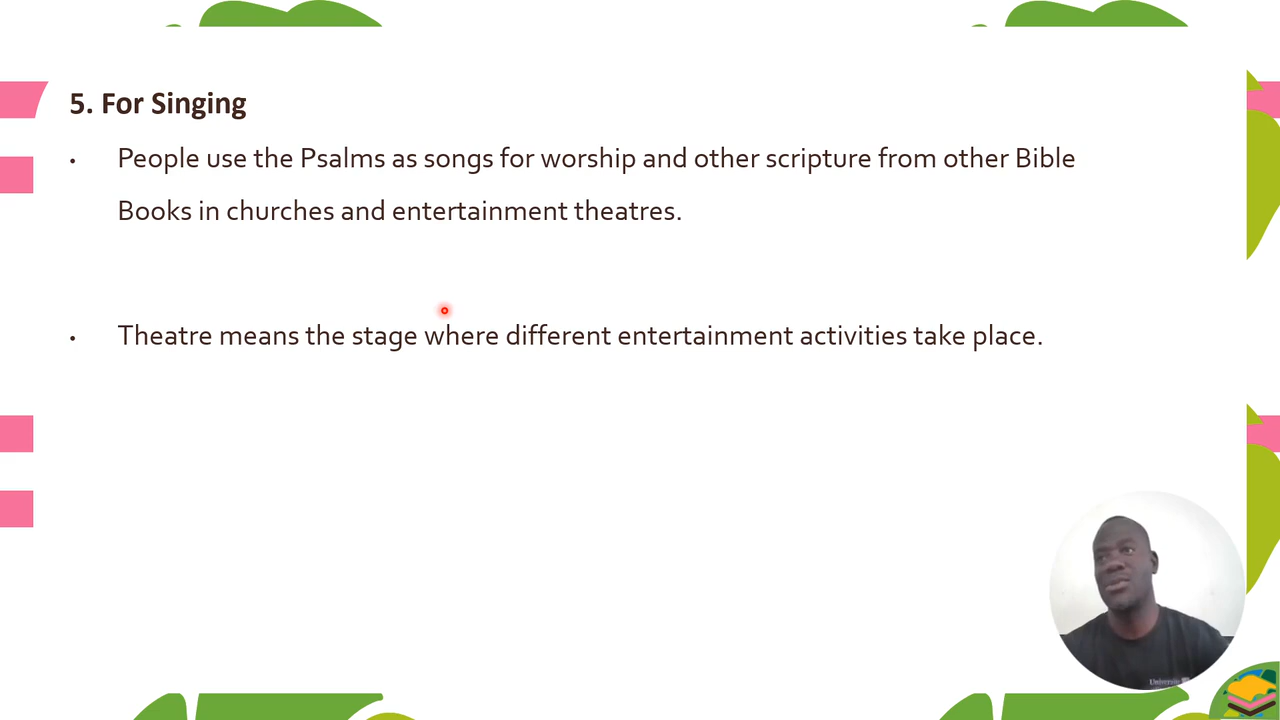 5. For Singing
• People use the Psalms as songs for worship and other scripture from other Bible
Books in churches and entertainment theatres.
• Theatre means the stage where different entertainment activities take place.
University